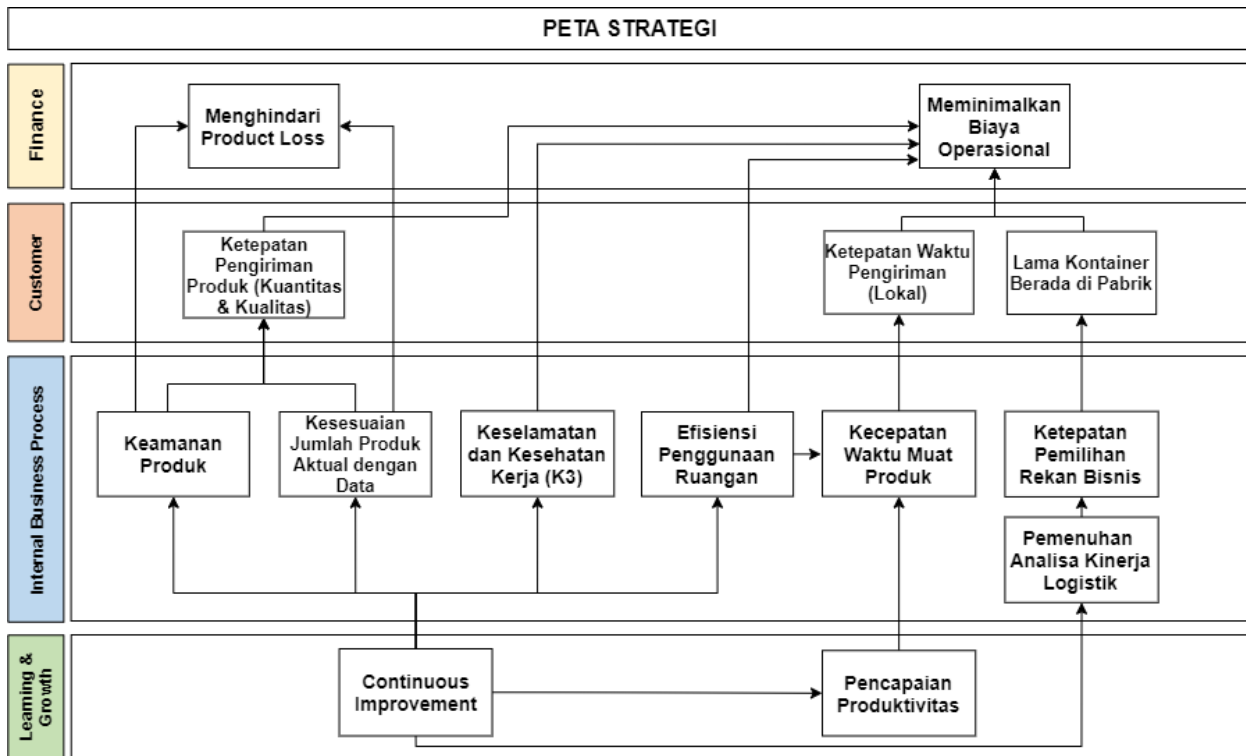 PETA STRATEGI
Finance
Menghindari
Product Loss
Meminimalkan
Biaya
Operasional
Customer
Ketepatan
Pengiriman
Produk (Kuantitas
& Kualitas)
Ketepatan Waktu
Pengiriman
(Lokal)
Lama Kontainer
Berada di Pabrik
Internal Business Process
Keamanan
Produk
Kesesuaian
Jumlah Produk
Aktual dengan
Data
Keselamatan
dan Kesehatan
Kerja (K3)
Efisiensi
Penggunaan
Ruangan
Kecepatan
Waktu Muat
Produk
Ketepatan
Pemilihan
Rekan Bisnis
Pemenuhan
Analisa Kinerja
Logistik
Learning &
Growth
Continuous
Improvement
Pencapaian
Produktivitas